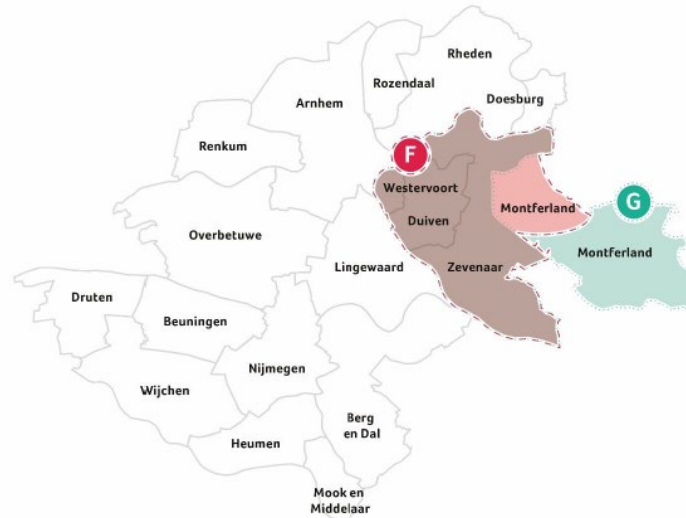 Rheden
Rozendaal
Arnhem
Doesburg
Renkum
F
Westervoort
G
Montferland
Duiven
Overbetuwe
Montferland
Lingewaard
Zevenaar
Druten
Beuningen
Nijmegen
Wijchen
Berg
en Dal
Heumen
Mook en
Middelaar